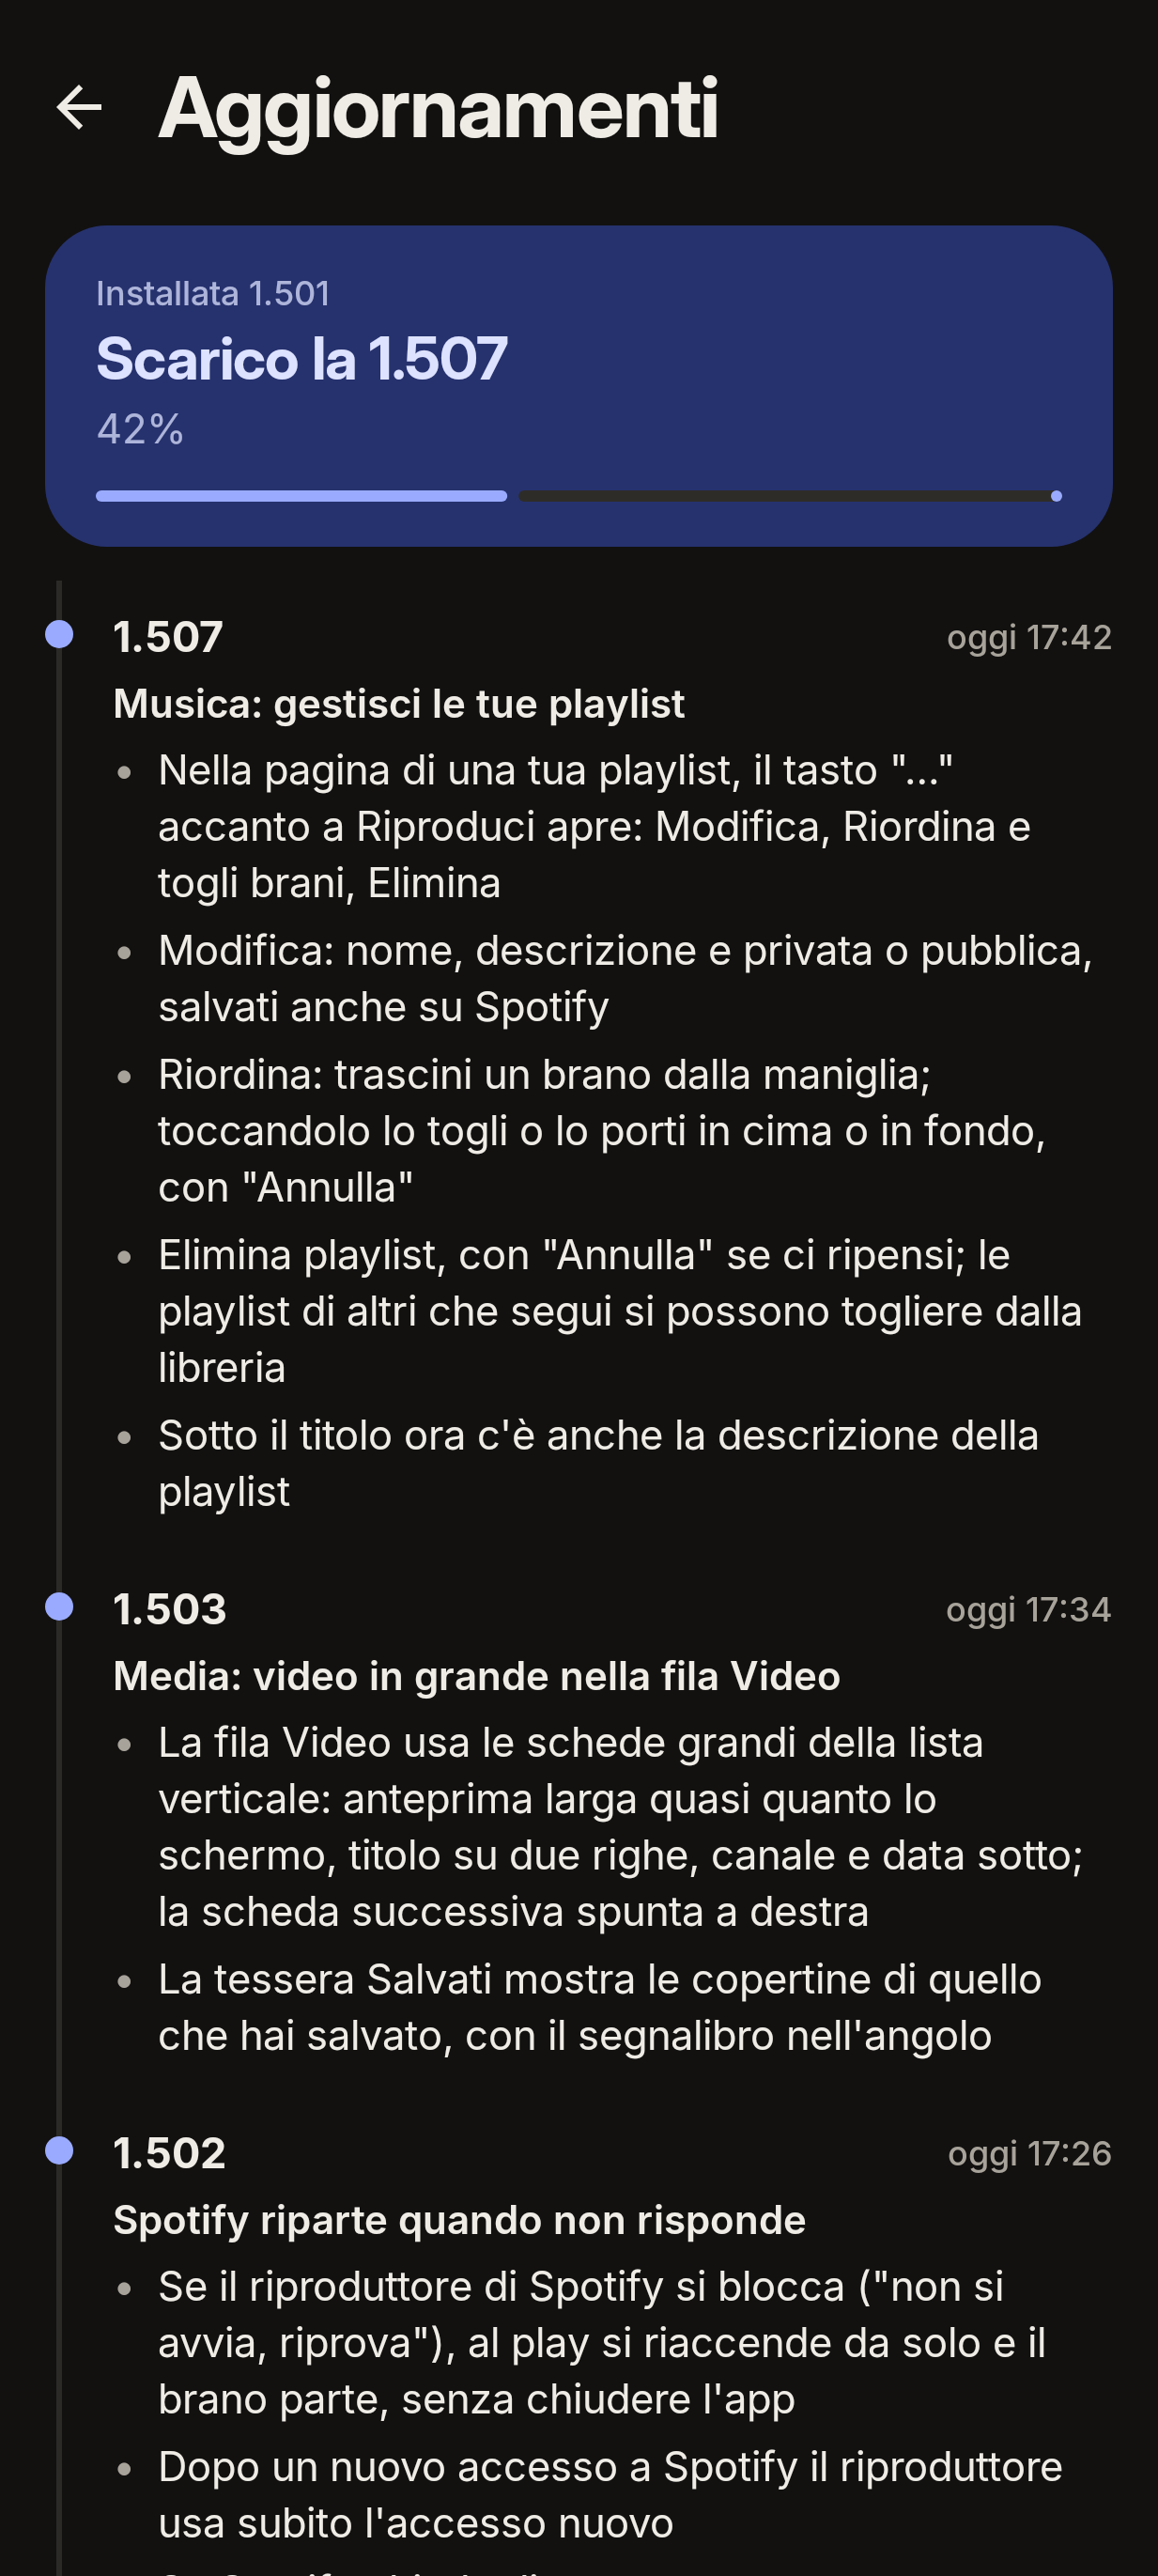 Aggiornamenti
Installata 1.501
Scarico la 1.507
42%
1.507
oggi 17:42
Musica: gestisci le tue playlist
• Nella pagina di una tua playlist, il tasto "..."
accanto a Riproduci apre: Modifica, Riordina e
togli brani, Elimina
• Modifica: nome, descrizione e privata o pubblica,
salvati anche su Spotify
• Riordina: trascini un brano dalla maniglia;
toccandolo lo togli o lo porti in cima o in fondo,
con "Annulla"
• Elimina playlist, con "Annulla" se ci ripensi; le
playlist di altri che segui si possono togliere dalla
libreria
• Sotto il titolo ora c'è anche la descrizione della
playlist
1.503
oggi 17:34
Media: video in grande nella fila Video
• La fila Video usa le schede grandi della lista
verticale: anteprima larga quasi quanto lo
schermo, titolo su due righe, canale e data sotto;
la scheda successiva spunta a destra
• La tessera Salvati mostra le copertine di quello
che hai salvato, con il segnalibro nell'angolo
1.502
oggi 17:26
Spotify riparte quando non risponde
• Se il riproduttore di Spotify si blocca ("non si
avvia, riprova"), al play si riaccende da solo e il
brano parte, senza chiudere l'app
• Dopo un nuovo accesso a Spotify il riproduttore
usa subito l'accesso nuovo